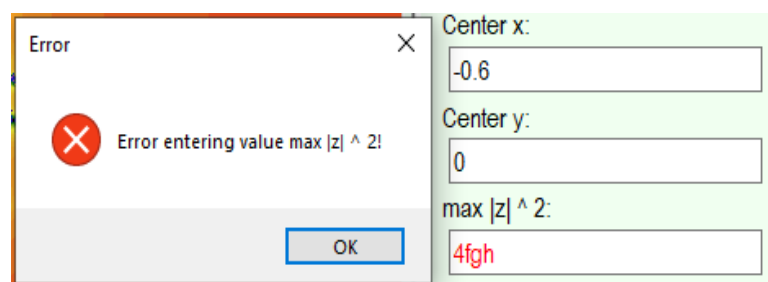 Error
Error entering value max |z| ^ 2!
OK
Center x:
-0.6
Center y:
0
max |z| ^ 2:
4fgh